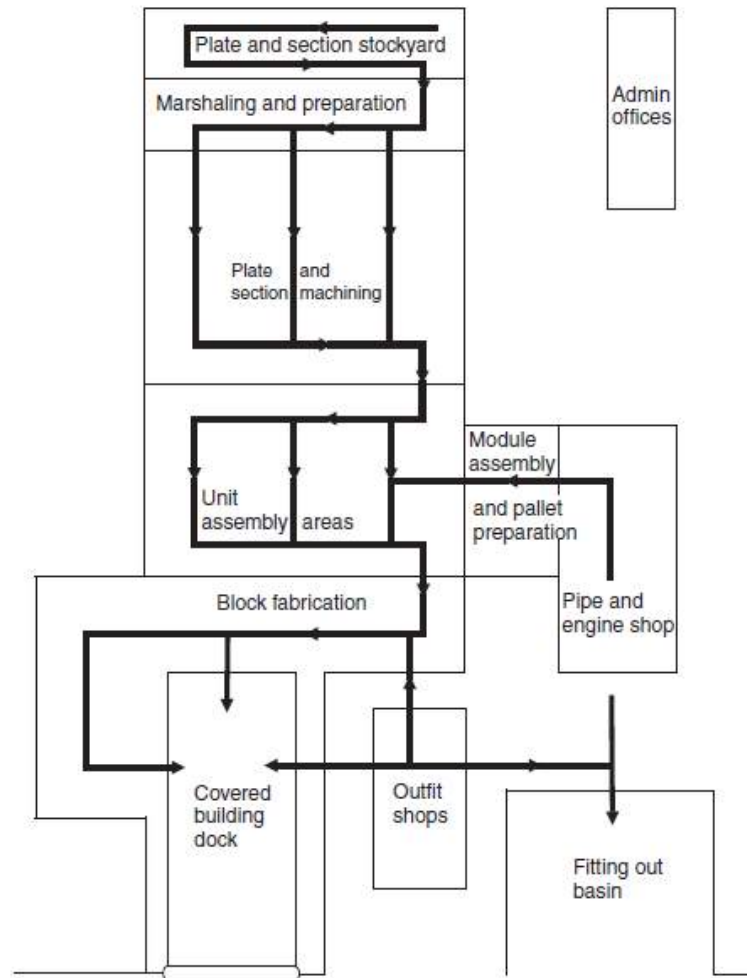 Plate and section stockyard
Marshaling and preparation
Admin
offices
Plate and
section machining
Module
assembly
and pallet
preparation
Unit
assembly areas
Block fabrication
Pipe and
engine shop
Covered
building
dock
Outfit
shops
Fitting out
basin